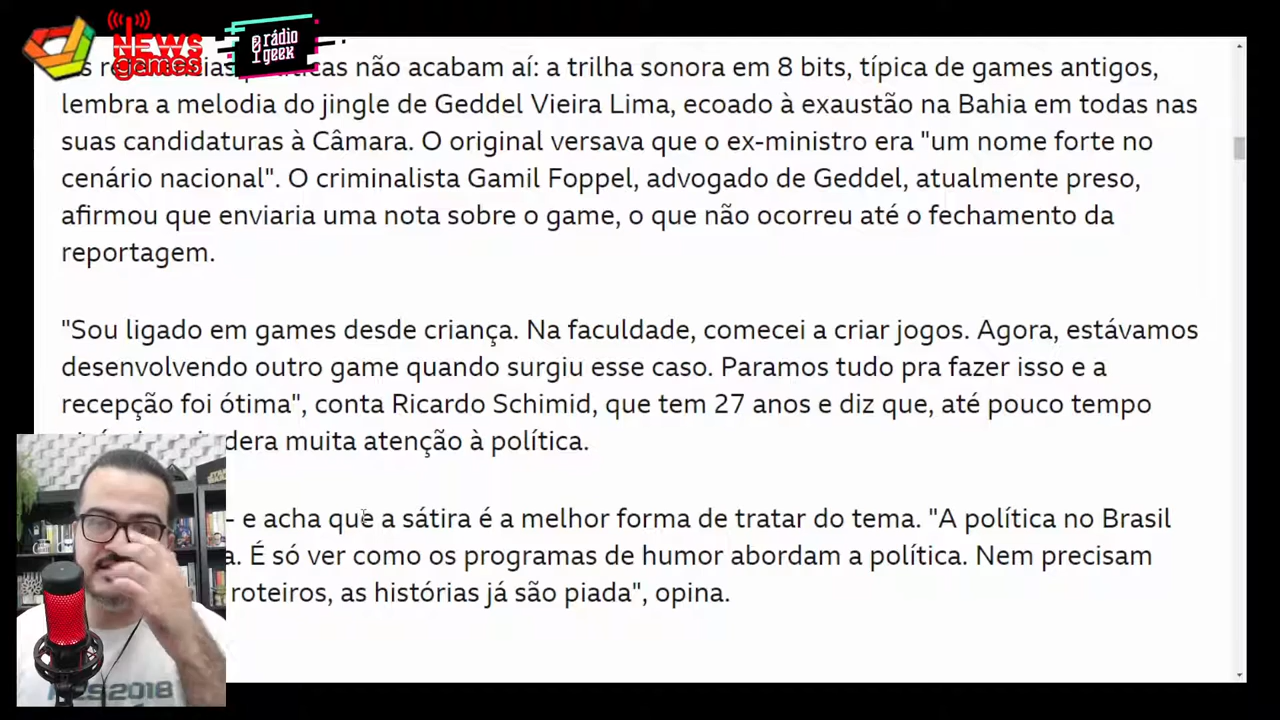 NEWS
games
rádio
geek
não acabam aí: a trilha sonora em 8 bits, típica de games antigos,
lembra a melodia do jingle de Geddel Vieira Lima, ecoado à exaustão na Bahia em todas nas
suas candidaturas à Câmara. O original versava que o ex-ministro era "um nome forte no
cenário nacional". O criminalista Gamil Foppel, advogado de Geddel, atualmente preso,
afirmou que enviaria uma nota sobre o game, o que não ocorreu até o fechamento da
reportagem.
"Sou ligado em games desde criança. Na faculdade, comecei a criar jogos. Agora, estávamos
desenvolvendo outro game quando surgiu esse caso. Paramos tudo pra fazer isso e a
recepção foi ótima", conta Ricardo Schimid, que tem 27 anos e diz que, até pouco tempo
muita atenção à política.
- e acha que a sátira é a melhor forma de tratar do tema. "A política no Brasil
É só ver como os programas de humor abordam a política. Nem precisam
roteiros, as histórias já são piada", opina.
2018